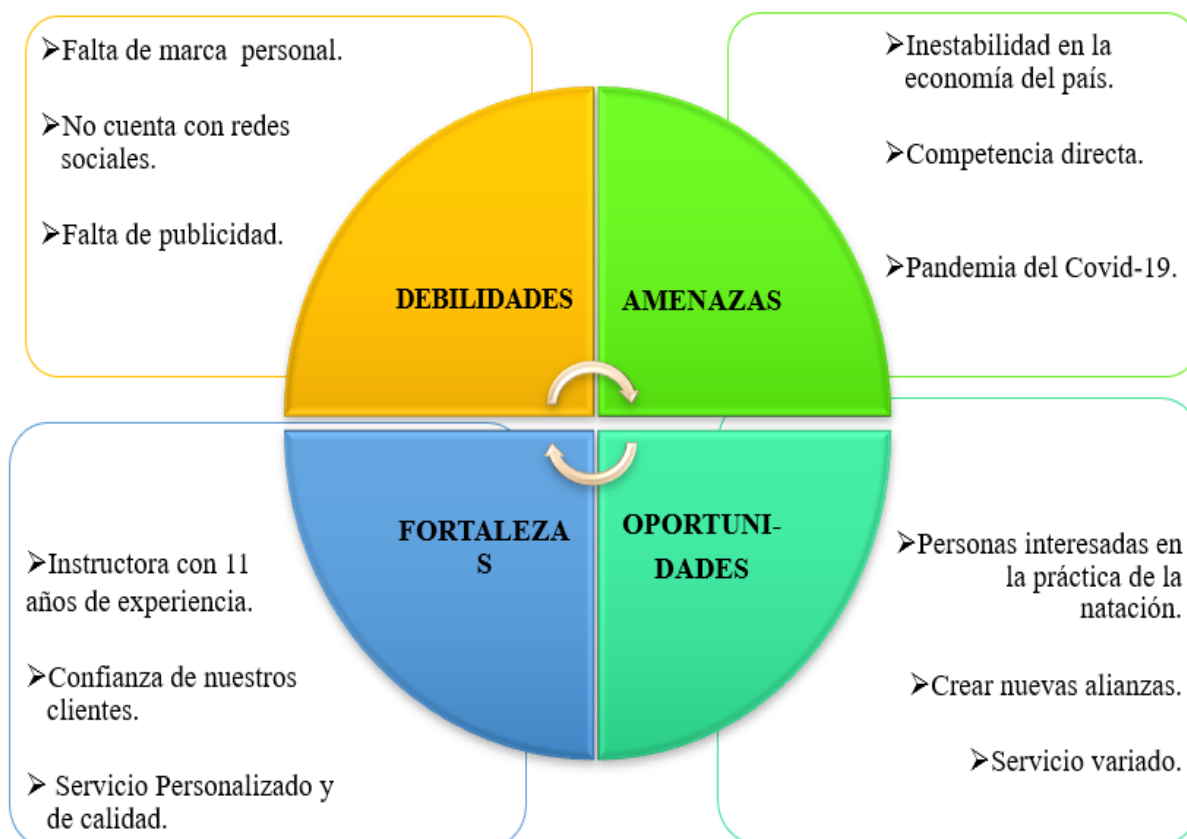 ➢Falta de marca personal.
➢No cuenta con redes
sociales.
➢Falta de publicidad.
DEBILIDADES
➢Inestabilidad en la
economía del país.
➢Competencia directa.
➢Pandemia del Covid-19.
AMENAZAS
➢Instructora con 11
años de experiencia.
➢Confianza de nuestros
clientes.
➢ Servicio Personalizado y
de calidad.
FORTALEZA
S
OPORTUNI-
DADES
➢Personas interesadas en
la práctica de la
natación.
➢Crear nuevas alianzas.
➢Servicio variado.